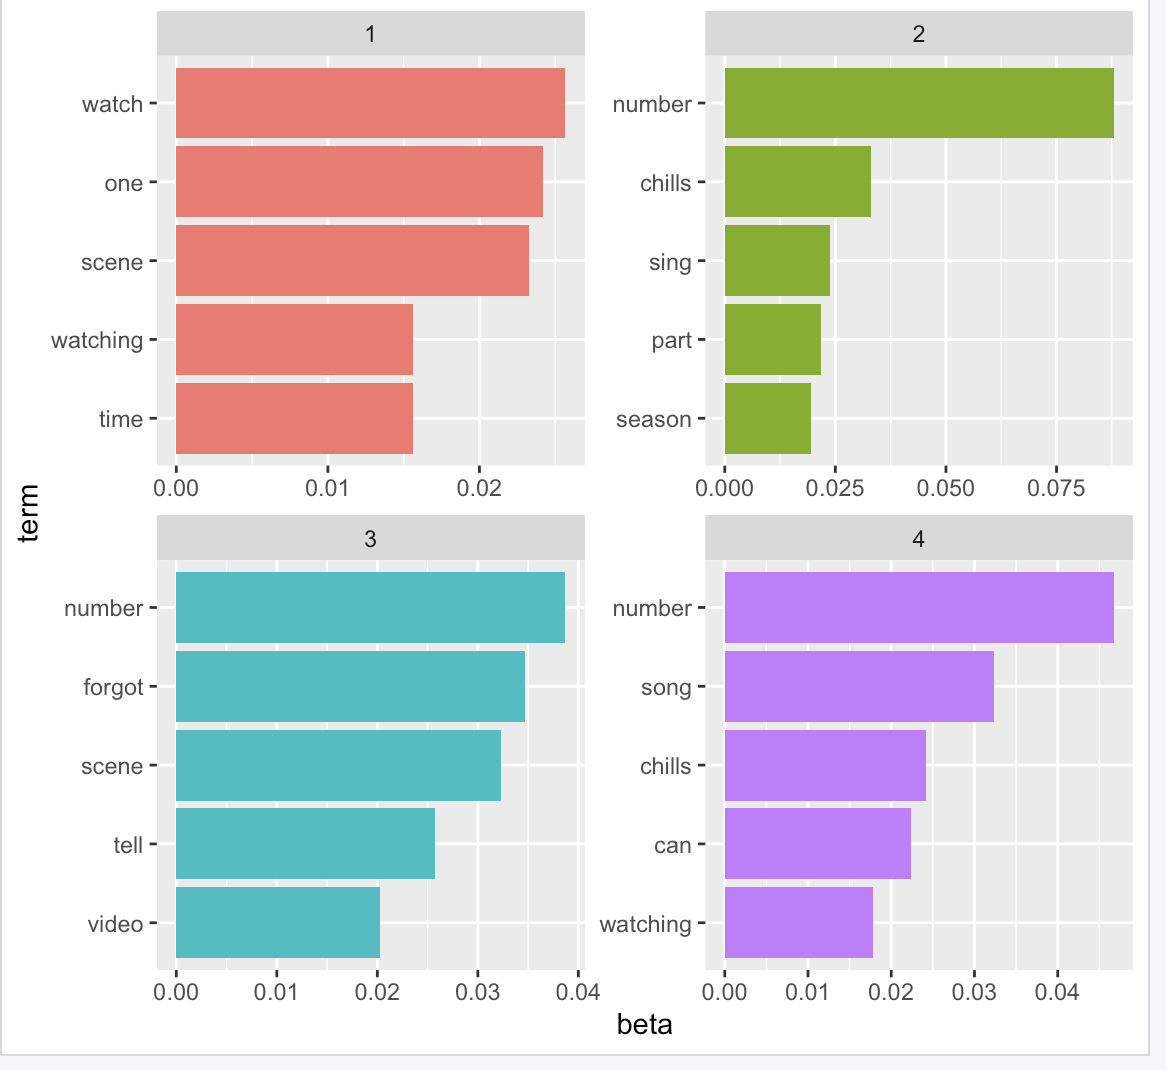 1
watch
one
scene
watching
time
0.00 0.01 0.02
2
number
chills
sing
part
season
0.000 0.025 0.050 0.075
term
3
number
forgot
scene
tell
video
0.00 0.01 0.02 0.03 0.04
4
number
song
chills
can
watching
0.00 0.01 0.02 0.03 0.04
beta